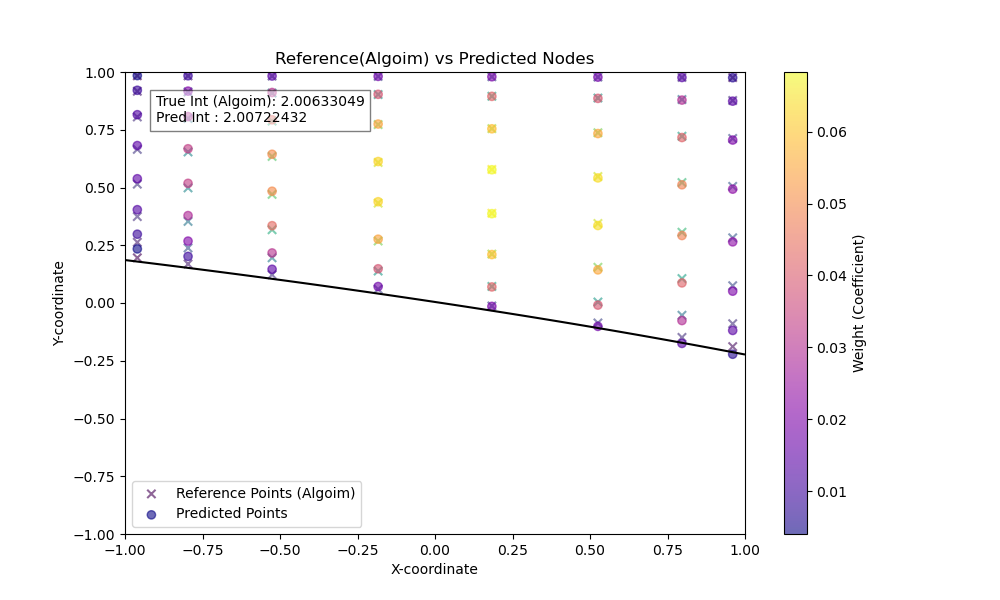 Reference(Algoim) vs Predicted Nodes
True Int (Algoim): 2.00633049
Pred Int : 2.00722432
1.00
0.75
0.50
0.25
0.00
−0.25
−0.50
−0.75
−1.00
Y-coordinate
Reference Points (Algoim)
Predicted Points
−1.00 −0.75 −0.50 −0.25 0.00 0.25 0.50 0.75 1.00
X-coordinate
0.06
0.05
0.04
0.03
0.02
0.01
Weight (Coefficient)